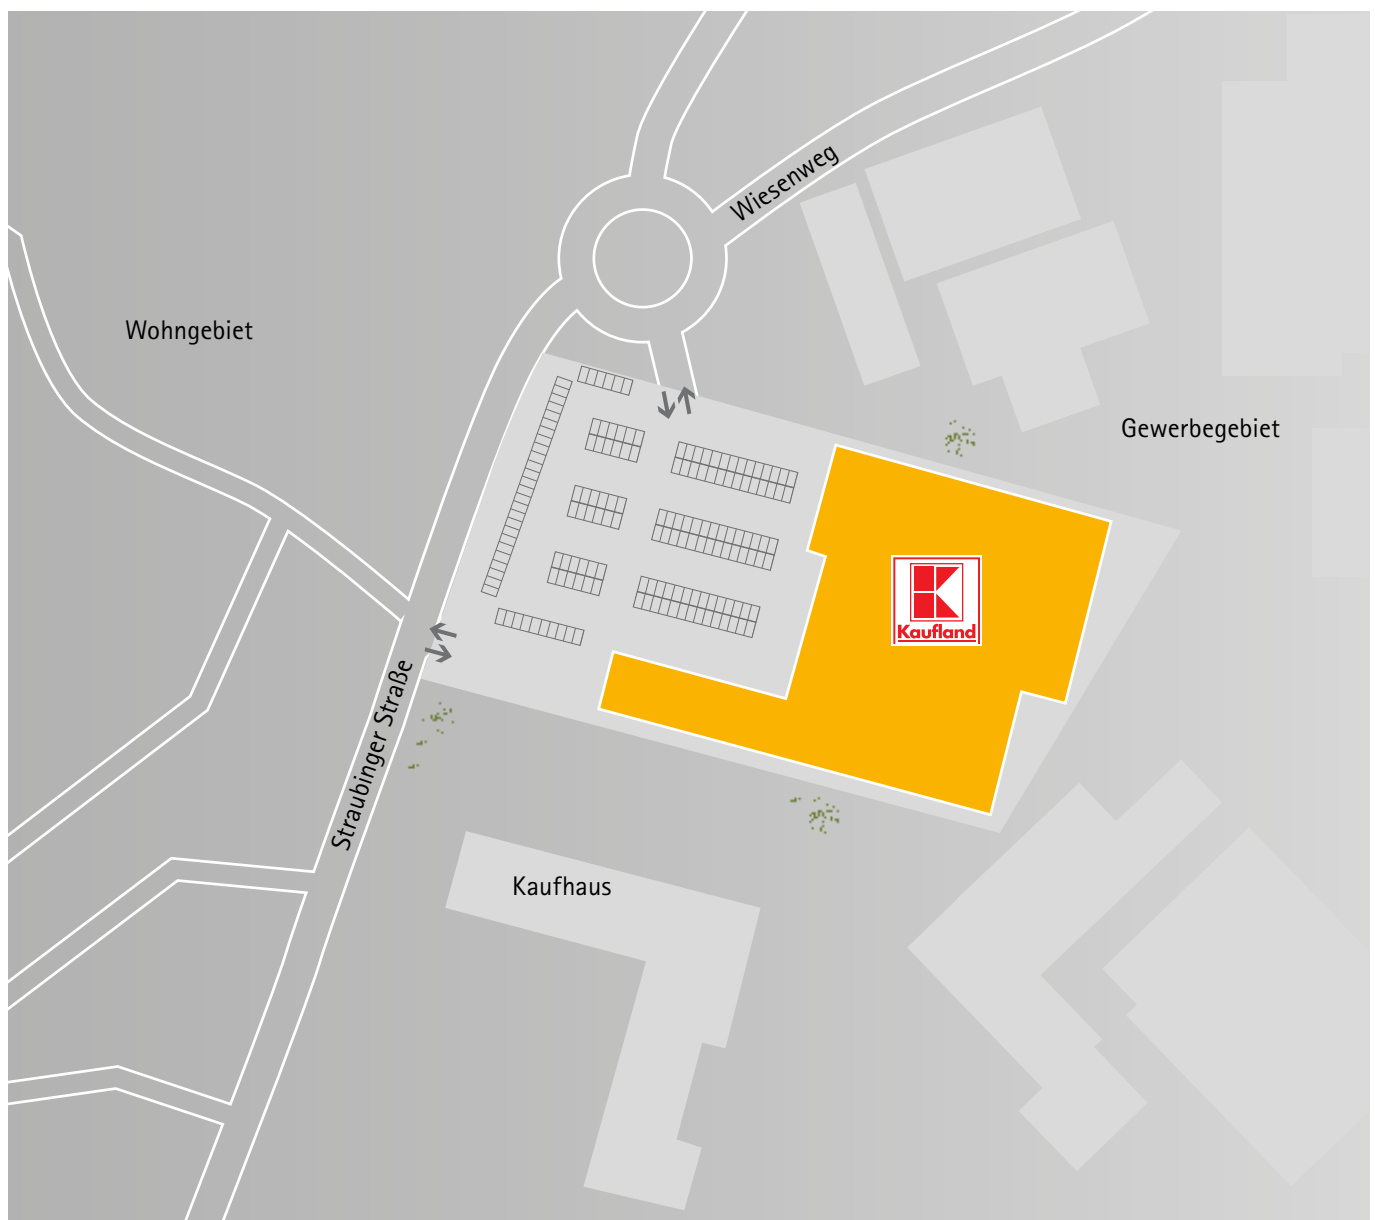 Wiesenweg
Wohngebiet
Gewerbegebiet
Kaufland
Straubinger Straße
Kaufhaus